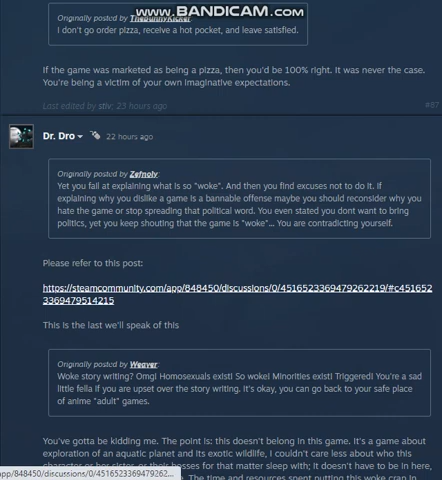 WWW.BANDICAM.COM
Originally posted by TheBunnyKicker:
I don't go order pizza, receive a hot pocket, and leave satisfied.
If the game was marketed as being a pizza, then you'd be 100% right. It was never the case.
You're being a victim of your own imaginative expectations.
Last edited by stiv; 23 hours ago
#87
Dr. Dro 22 hours ago
Originally posted by Zefnoly:
Yet you fail at explaining what is so "woke". And then you find excuses not to do it. If
explaining why you dislike a game is a bannable offense maybe you should reconsider why you
hate the game or stop spreading that political word. You even stated you dont want to bring
politics, yet you keep shouting that the game is "woke"... You are contradicting yourself.
Please refer to this post:
https://steamcommunity.com/app/848450/discussions/0/4516523369479262219/#c451652
3369479514215
This is the last we'll speak of this
Originally posted by Weaver:
Woke story writing? Omg! Homosexuals exist! So woke! Minorities exist! Triggered! You're a sad
little fella if you are upset over the story writing. It's okay, you can go back to your safe place
of anime "adult" games.
You've gotta be kidding me. The point is: this doesn't belong in this game. It's a game about
exploration of an aquatic planet and its exotic wildlife, I couldn't care less about who this
character or her sister, or their bosses for that matter sleep with; it doesn't have to be in here,
app/848450/discussions/0/451652336947926...
The time and resources spent putting this woke crap in